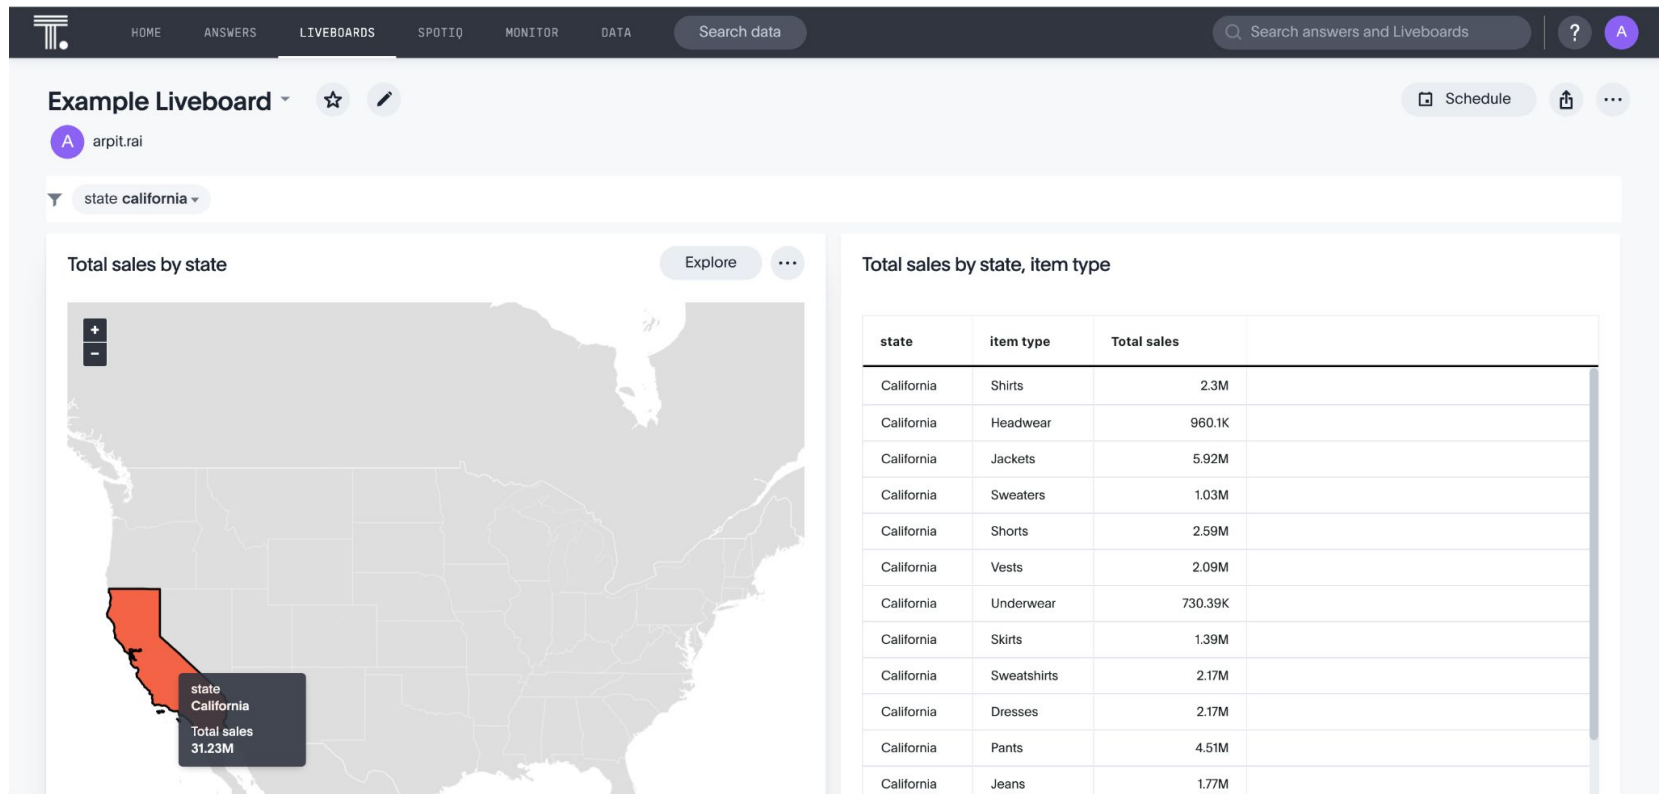 T.
HOME ANSWERS LIVEBOARDS SPOTIQ MONITOR DATA Search data Search answers and Liveboards ? A
Example Liveboard Schedule
A arpit.rai
state california
Total sales by state Explore
+
-
state
California
Total sales
31.23M
Total sales by state, item type
state item type Total sales
California Shirts 2.3M
California Headwear 960.1K
California Jackets 5.92M
California Sweaters 1.03M
California Shorts 2.59M
California Vests 2.09M
California Underwear 730.39K
California Skirts 1.39M
California Sweatshirts 2.17M
California Dresses 2.17M
California Pants 4.51M
California Jeans 1.77M